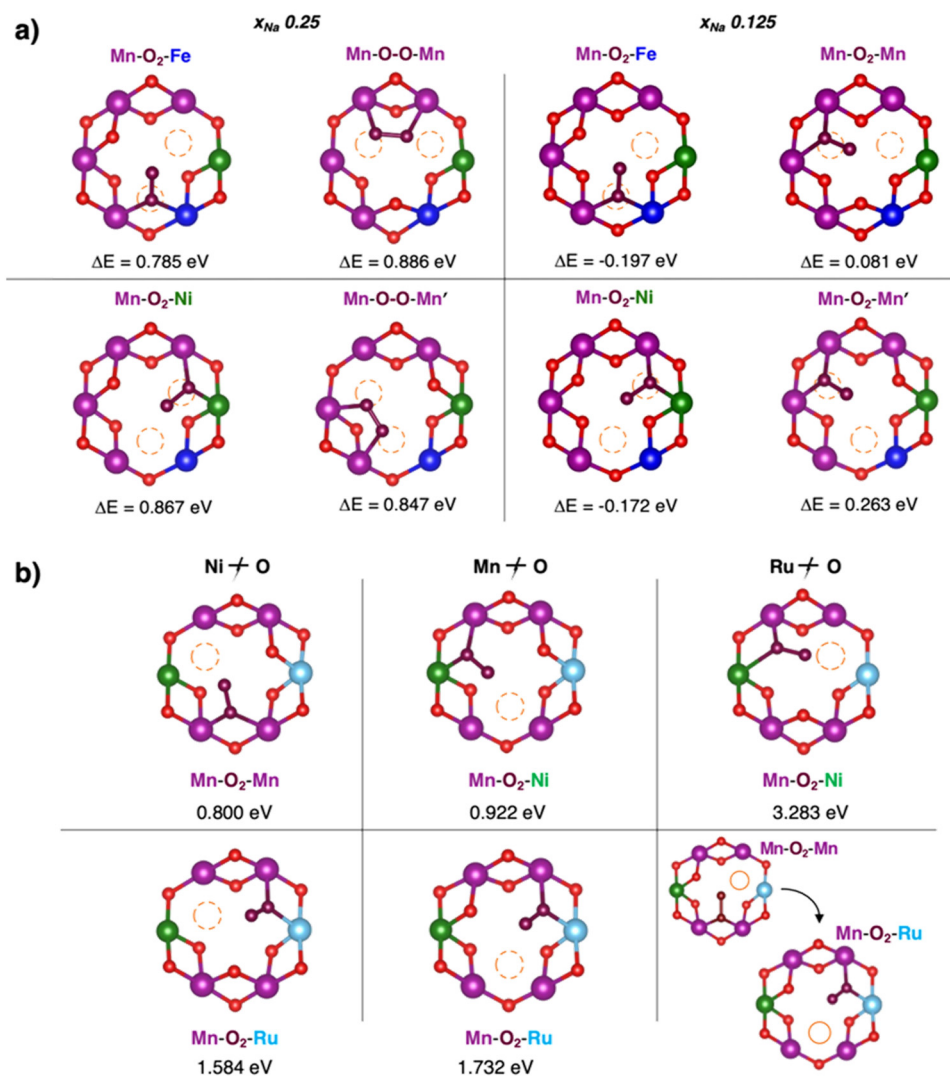 a)
x_Na 0.25
x_Na 0.125
Mn-O₂-Fe
Mn-O-O-Mn
Mn-O₂-Fe
Mn-O₂-Mn
ΔE = 0.785 eV
ΔE = 0.886 eV
ΔE = -0.197 eV
ΔE = 0.081 eV
Mn-O₂-Ni
Mn-O-O-Mn′
Mn-O₂-Ni
Mn-O₂-Mn′
ΔE = 0.867 eV
ΔE = 0.847 eV
ΔE = -0.172 eV
ΔE = 0.263 eV
b)
Ni ⌿ O
Mn ⌿ O
Ru ⌿ O
Mn-O₂-Mn
0.800 eV
Mn-O₂-Ni
0.922 eV
Mn-O₂-Ni
3.283 eV
Mn-O₂-Ru
1.584 eV
Mn-O₂-Ru
1.732 eV
Mn-O₂-Mn
Mn-O₂-Ru